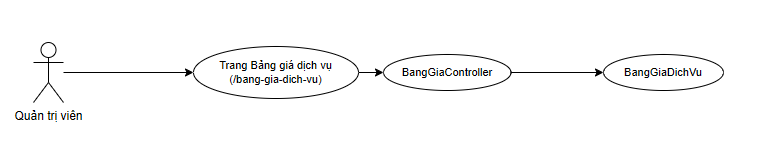 Trang Bảng giá dịch vụ
(/bang-gia-dich-vu)
BangGiaController
BangGiaDichVu
Quản trị viên